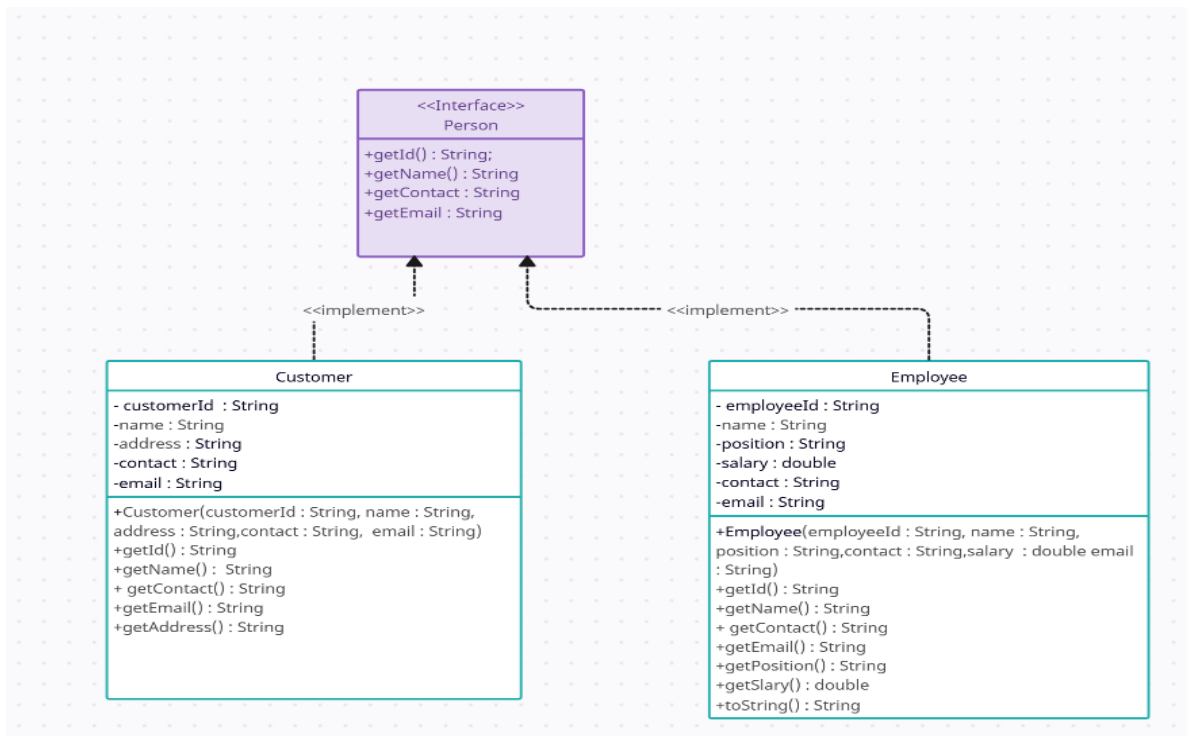 <<Interface>>
Person
+getId() : String;
+getName() : String
+getContact : String
+getEmail : String
<<implement>>
<<implement>>
Customer
- customerId  : String
-name : String
-address : String
-contact : String
-email : String
+Customer(customerId : String, name : String,
address : String,contact : String,  email : String)
+getId() : String
+getName() :  String
+ getContact() : String
+getEmail() : String
+getAddress() : String
Employee
- employeeId : String
-name : String
-position : String
-salary : double
-contact : String
-email : String
+Employee(employeeId : String, name : String,
position : String,contact : String,salary  : double email
: String)
+getId() : String
+getName() : String
+ getContact() : String
+getEmail() : String
+getPosition() : String
+getSlary() : double
+toString() : String